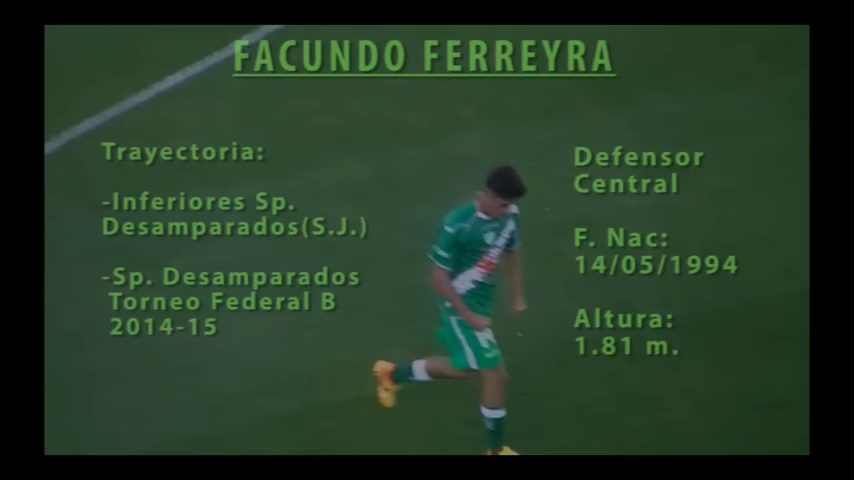 FACUNDO FERREYRA
Trayectoria:
-Inferiores Sp.
Desamparados(S.J.)
-Sp. Desamparados
Torneo Federal B
2014-15
Defensor
Central
F. Nac:
14/05/1994
Altura:
1.81 m.